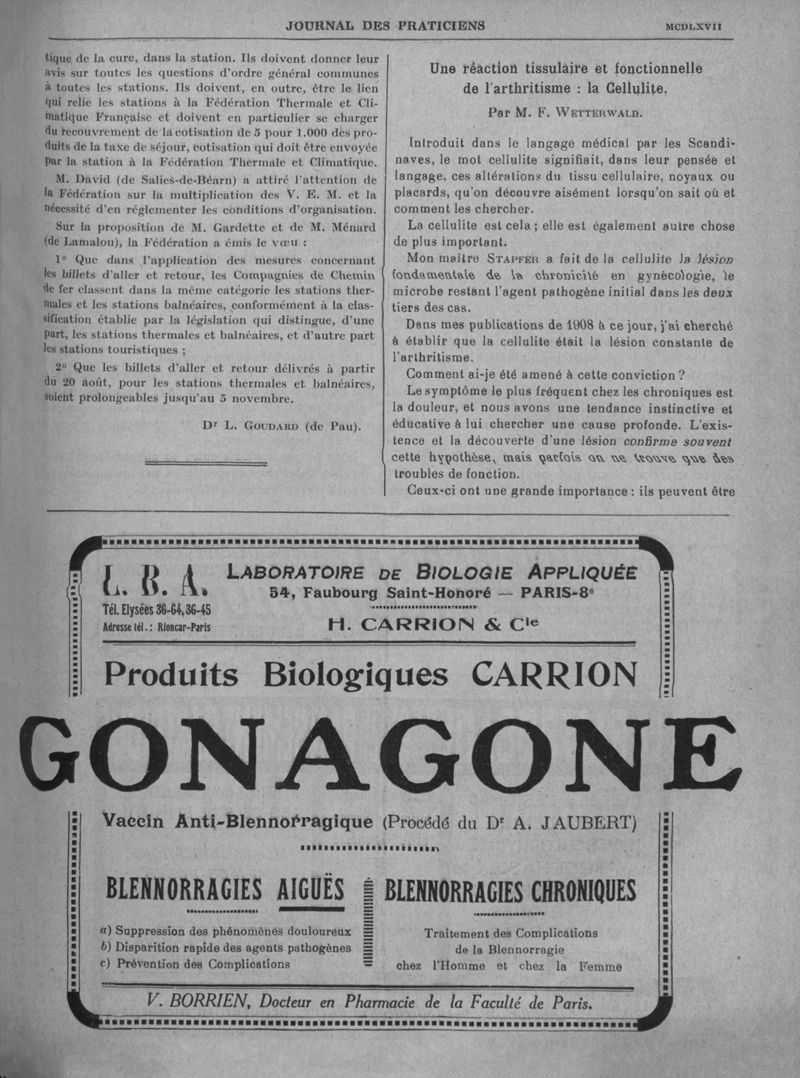 JOURNAL DES PRATICIENS
MCDLXVII
tique de la cure, dans la station. Ils doivent donner leur
avis sur toutes les questions d'ordre général communes
à toutes les stations. Ils doivent, en outre, être le lien
qui relie les stations à la Fédération Thermale et Cli-
matique Française et doivent en particulier se charger
du recouvrement de la cotisation de 5 pour 1.000 des pro-
duits de la taxe de séjour, cotisation qui doit être envoyée
par la station à la Fédération Thermale et Climatique.
M. David (de Salies-de-Béarn) a attiré l'attention de
la Fédération sur la multiplication des V. E. M. et la
nécessité d'en réglementer les conditions d'organisation.
Sur la proposition de M. Gardette et de M. Ménard
(de Lamalou), la Fédération a émis le vœu :
1º Que dans l'application des mesures concernant
les billets d'aller et retour, les Compagnies de Chemin
de fer classent dans la même catégorie les stations ther-
males et les stations balnéaires, conformément à la clas-
sification établie par la législation qui distingue, d'une
part, les stations thermales et balnéaires, et d'autre part
les stations touristiques ;
2º Que les billets d'aller et retour délivrés à partir
du 20 août, pour les stations thermales et balnéaires,
soient prolongeables jusqu'au 5 novembre.
Dr L. GOUDARD (de Pau).
Une réaction tissulaire et fonctionnelle
de l'arthritisme : la Cellulite.
Par M. F. WETTERWALD.
Introduit dans le langage médical par les Scandi-
naves, le mot cellulite signifiait, dans leur pensée et
langage, ces altérations du tissu cellulaire, noyaux ou
placards, qu'on découvre aisément lorsqu'on sait où et
comment les chercher.
La cellulite est cela ; elle est également autre chose
de plus important.
Mon maître STAPFER a fait de la cellulite la lésion
fondamentale de la chronicité en gynécologie, le
microbe restant l'agent pathogène initial dans les deux
tiers des cas.
Dans mes publications de 1908 à ce jour, j'ai cherché
à établir que la cellulite était la lésion constante de
l'arthritisme.
Comment ai-je été amené à cette conviction ?
Le symptôme le plus fréquent chez les chroniques est
la douleur, et nous avons une tendance instinctive et
éducative à lui chercher une cause profonde. L'exis-
tence et la découverte d'une lésion confirme souvent
cette hypothèse, mais parfois on ne trouve que des
troubles de fonction.
Ceux-ci ont une grande importance : ils peuvent être
L. B. A.
Tél. Elysées 36-64, 36-45
Adresse tél. : Rioncar-Paris
LABORATOIRE DE BIOLOGIE APPLIQUÉE
54, Faubourg Saint-Honoré — PARIS-8e
H. CARRION & Cie
Produits Biologiques CARRION
GONAGONE
Vaccin Anti-Blennorragique (Procédé du Dr A. JAUBERT)
BLENNORRAGIES AIGUËS
a) Suppression des phénomènes douloureux
b) Disparition rapide des agents pathogènes
c) Prévention des Complications
BLENNORRAGIES CHRONIQUES
Traitement des Complications
de la Blennorragie
chez l'Homme et chez la Femme
V. BORRIEN, Docteur en Pharmacie de la Faculté de Paris.